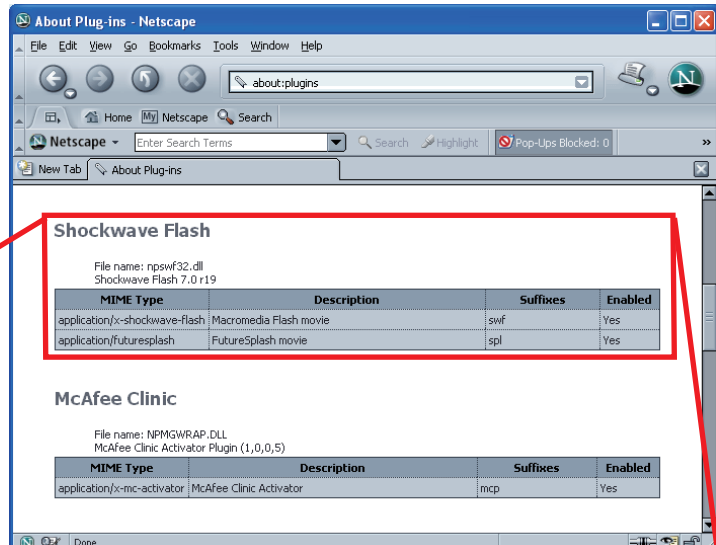 About Plug-ins - Netscape
File Edit View Go Bookmarks Tools Window Help
about:plugins
N
Home My Netscape Search
Netscape Enter Search Terms Search Highlight Pop-Ups Blocked: 0 »
New Tab About Plug-ins
Shockwave Flash
File name: npswf32.dll
Shockwave Flash 7.0 r19
MIME Type Description Suffixes Enabled
application/x-shockwave-flash Macromedia Flash movie swf Yes
application/futuresplash FutureSplash movie spl Yes
McAfee Clinic
File name: NPMGWRAP.DLL
McAfee Clinic Activator Plugin (1,0,0,5)
MIME Type Description Suffixes Enabled
application/x-mc-activator McAfee Clinic Activator mcp Yes
Done